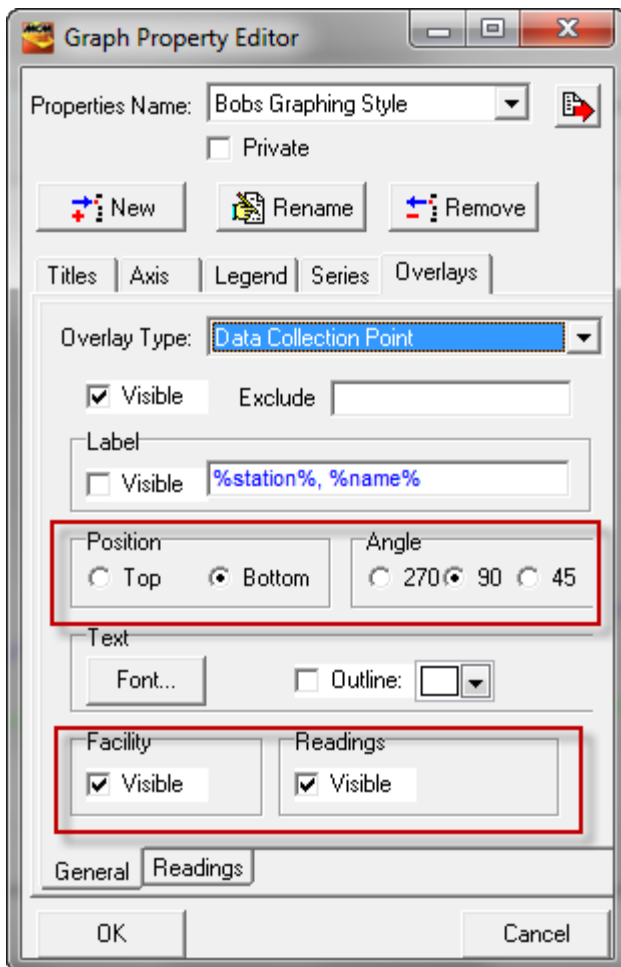 MCM Graph Property Editor
Properties Name: Bobs Graphing Style
Private
New Rename Remove
Titles Axis Legend Series Overlays
Overlay Type: Data Collection Point
Visible Exclude
Label
Visible %station%, %name%
Position Angle
Top Bottom 270 90 45
Text
Font... Outline:
Facility Readings
Visible Visible
General Readings
OK Cancel